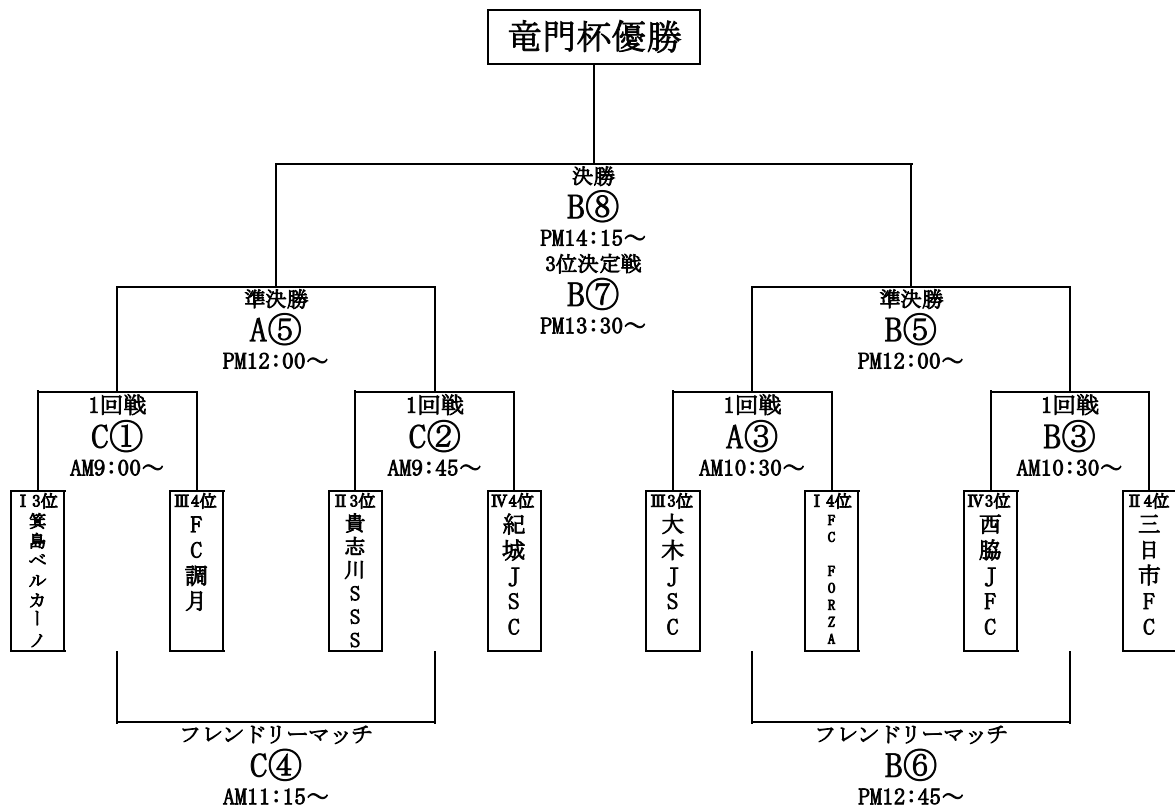 竜門杯優勝
決勝
B⑧
PM14:15～
3位決定戦
B⑦
PM13:30～
準決勝
A⑤
PM12:00～
準決勝
B⑤
PM12:00～
1回戦
C①
AM9:00～
1回戦
C②
AM9:45～
1回戦
A③
AM10:30～
1回戦
B③
AM10:30～
Ⅰ3位
箕島ベルカーノ
Ⅲ4位
FC調月
Ⅱ3位
貴志川SSS
Ⅳ4位
紀城JSC
Ⅲ3位
大木JSC
Ⅰ4位
FC FORZA
Ⅳ3位
西脇JFC
Ⅱ4位
三日市FC
フレンドリーマッチ
C④
AM11:15～
フレンドリーマッチ
B⑥
PM12:45～